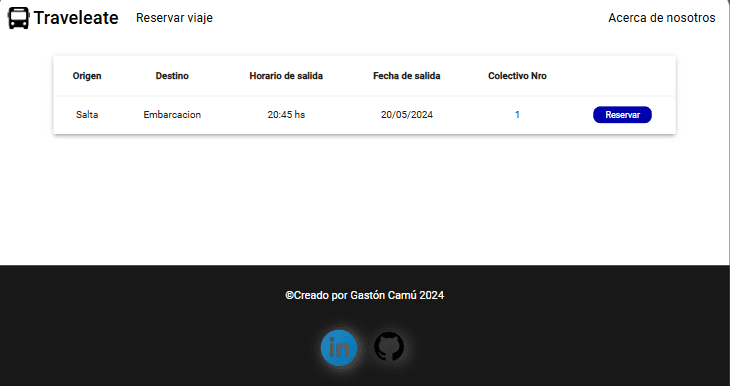 Traveleate Reservar viaje Acerca de nosotros
Origen Destino Horario de salida Fecha de salida Colectivo Nro
Salta Embarcacion 20:45 hs 20/05/2024 1 Reservar
©Creado por Gastón Camú 2024
in